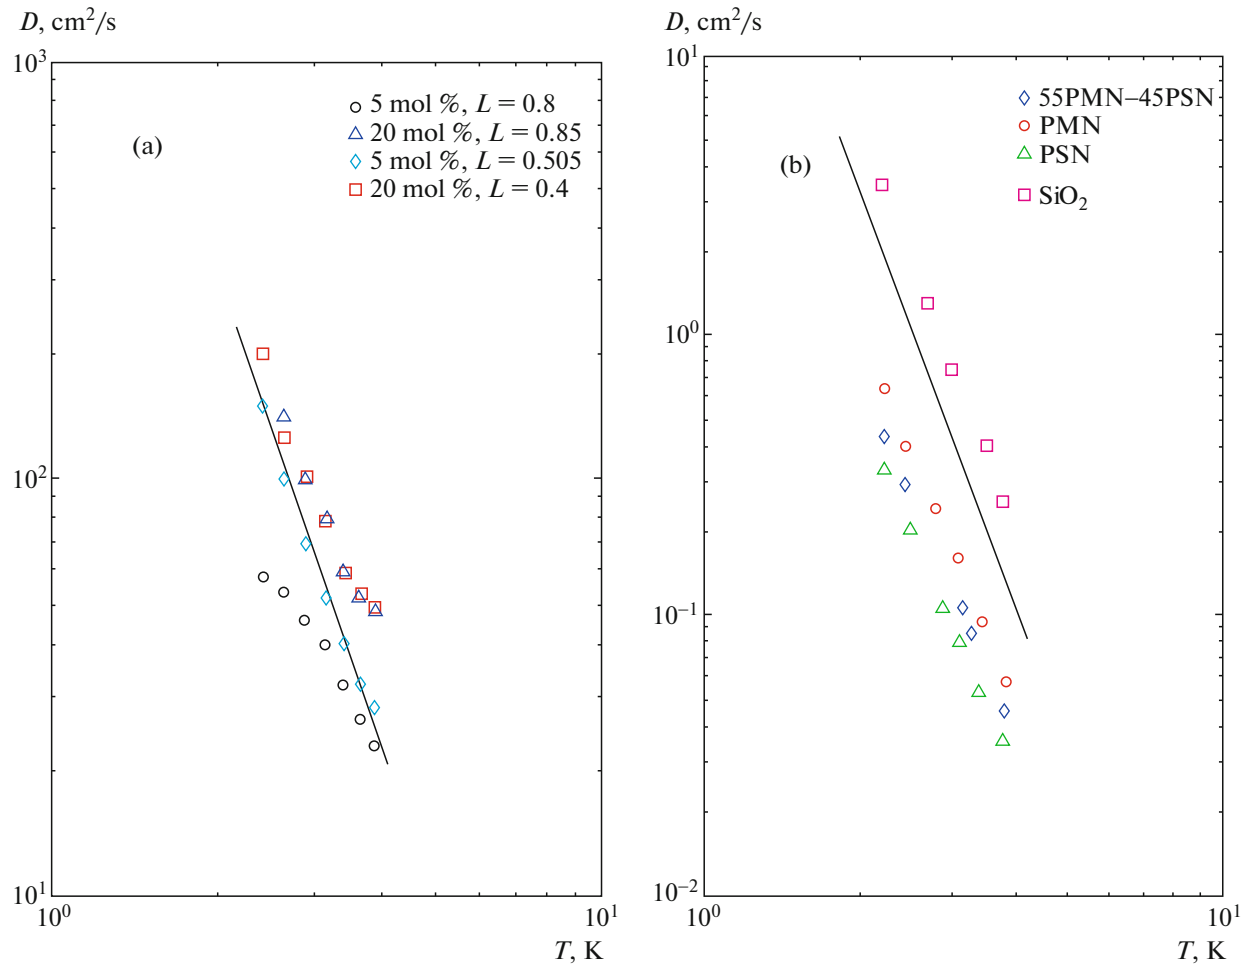 D, cm²/s
10³
(a)
5 mol %, L = 0.8
20 mol %, L = 0.85
5 mol %, L = 0.505
20 mol %, L = 0.4
10²
10¹
10⁰
10¹
T, K
D, cm²/s
10¹
(b)
55PMN–45PSN
PMN
PSN
SiO₂
10⁰
10⁻¹
10⁻²
10⁰
10¹
T, K